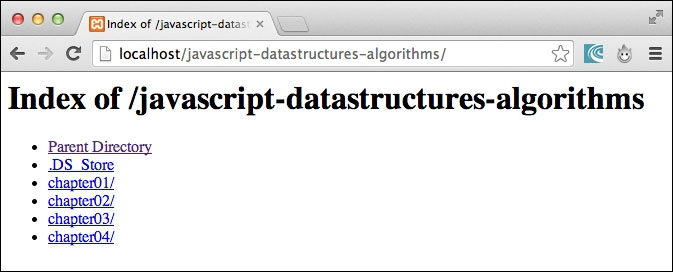 Index of /javascript-datast
localhost/javascript-datastructures-algorithms/
Index of /javascript-datastructures-algorithms
Parent Directory
.DS_Store
chapter01/
chapter02/
chapter03/
chapter04/